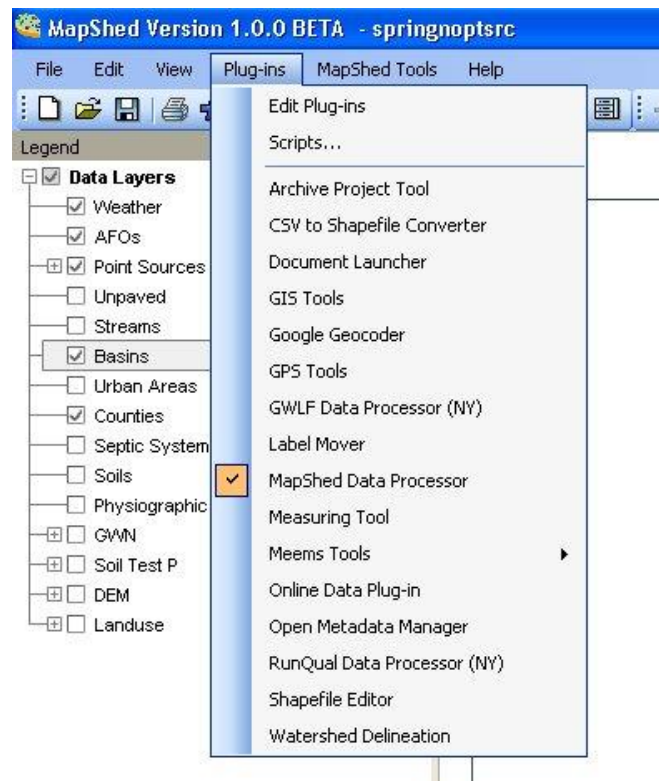 MapShed Version 1.0.0 BETA - springnoptsrc
File Edit View Plug-ins MapShed Tools Help
Legend
Data Layers
Weather
AFOs
Point Sources
Unpaved
Streams
Basins
Urban Areas
Counties
Septic System
Soils
Physiographic
GWN
Soil Test P
DEM
Landuse
Edit Plug-ins
Scripts...
Archive Project Tool
CSV to Shapefile Converter
Document Launcher
GIS Tools
Google Geocoder
GPS Tools
GWLF Data Processor (NY)
Label Mover
MapShed Data Processor
Measuring Tool
Meems Tools
Online Data Plug-in
Open Metadata Manager
RunQual Data Processor (NY)
Shapefile Editor
Watershed Delineation